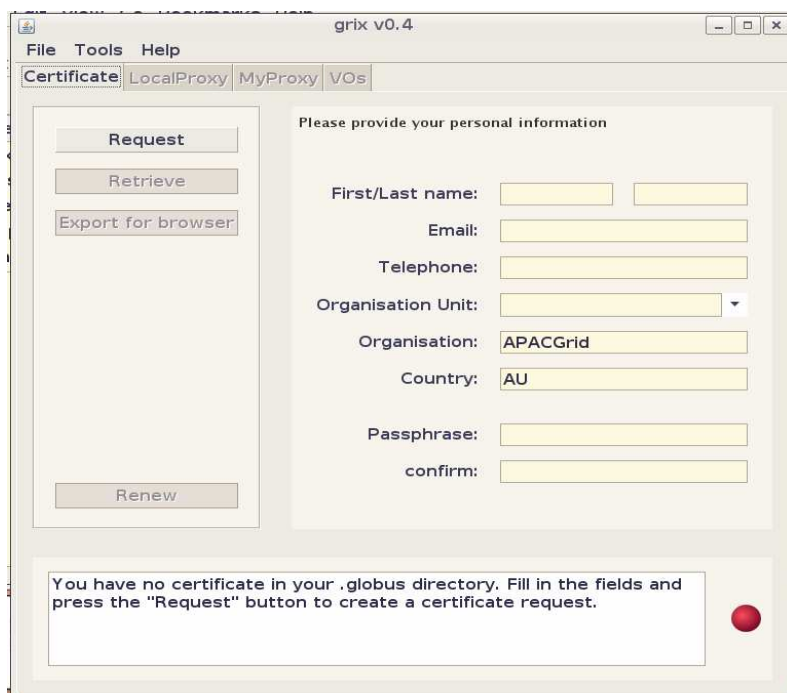 grix v0.4
File Tools Help
Certificate LocalProxy MyProxy VOs
Request
Retrieve
Export for browser
Renew
Please provide your personal information
First/Last name:
Email:
Telephone:
Organisation Unit:
Organisation: APACGrid
Country: AU
Passphrase:
confirm:
You have no certificate in your .globus directory. Fill in the fields and
press the "Request" button to create a certificate request.